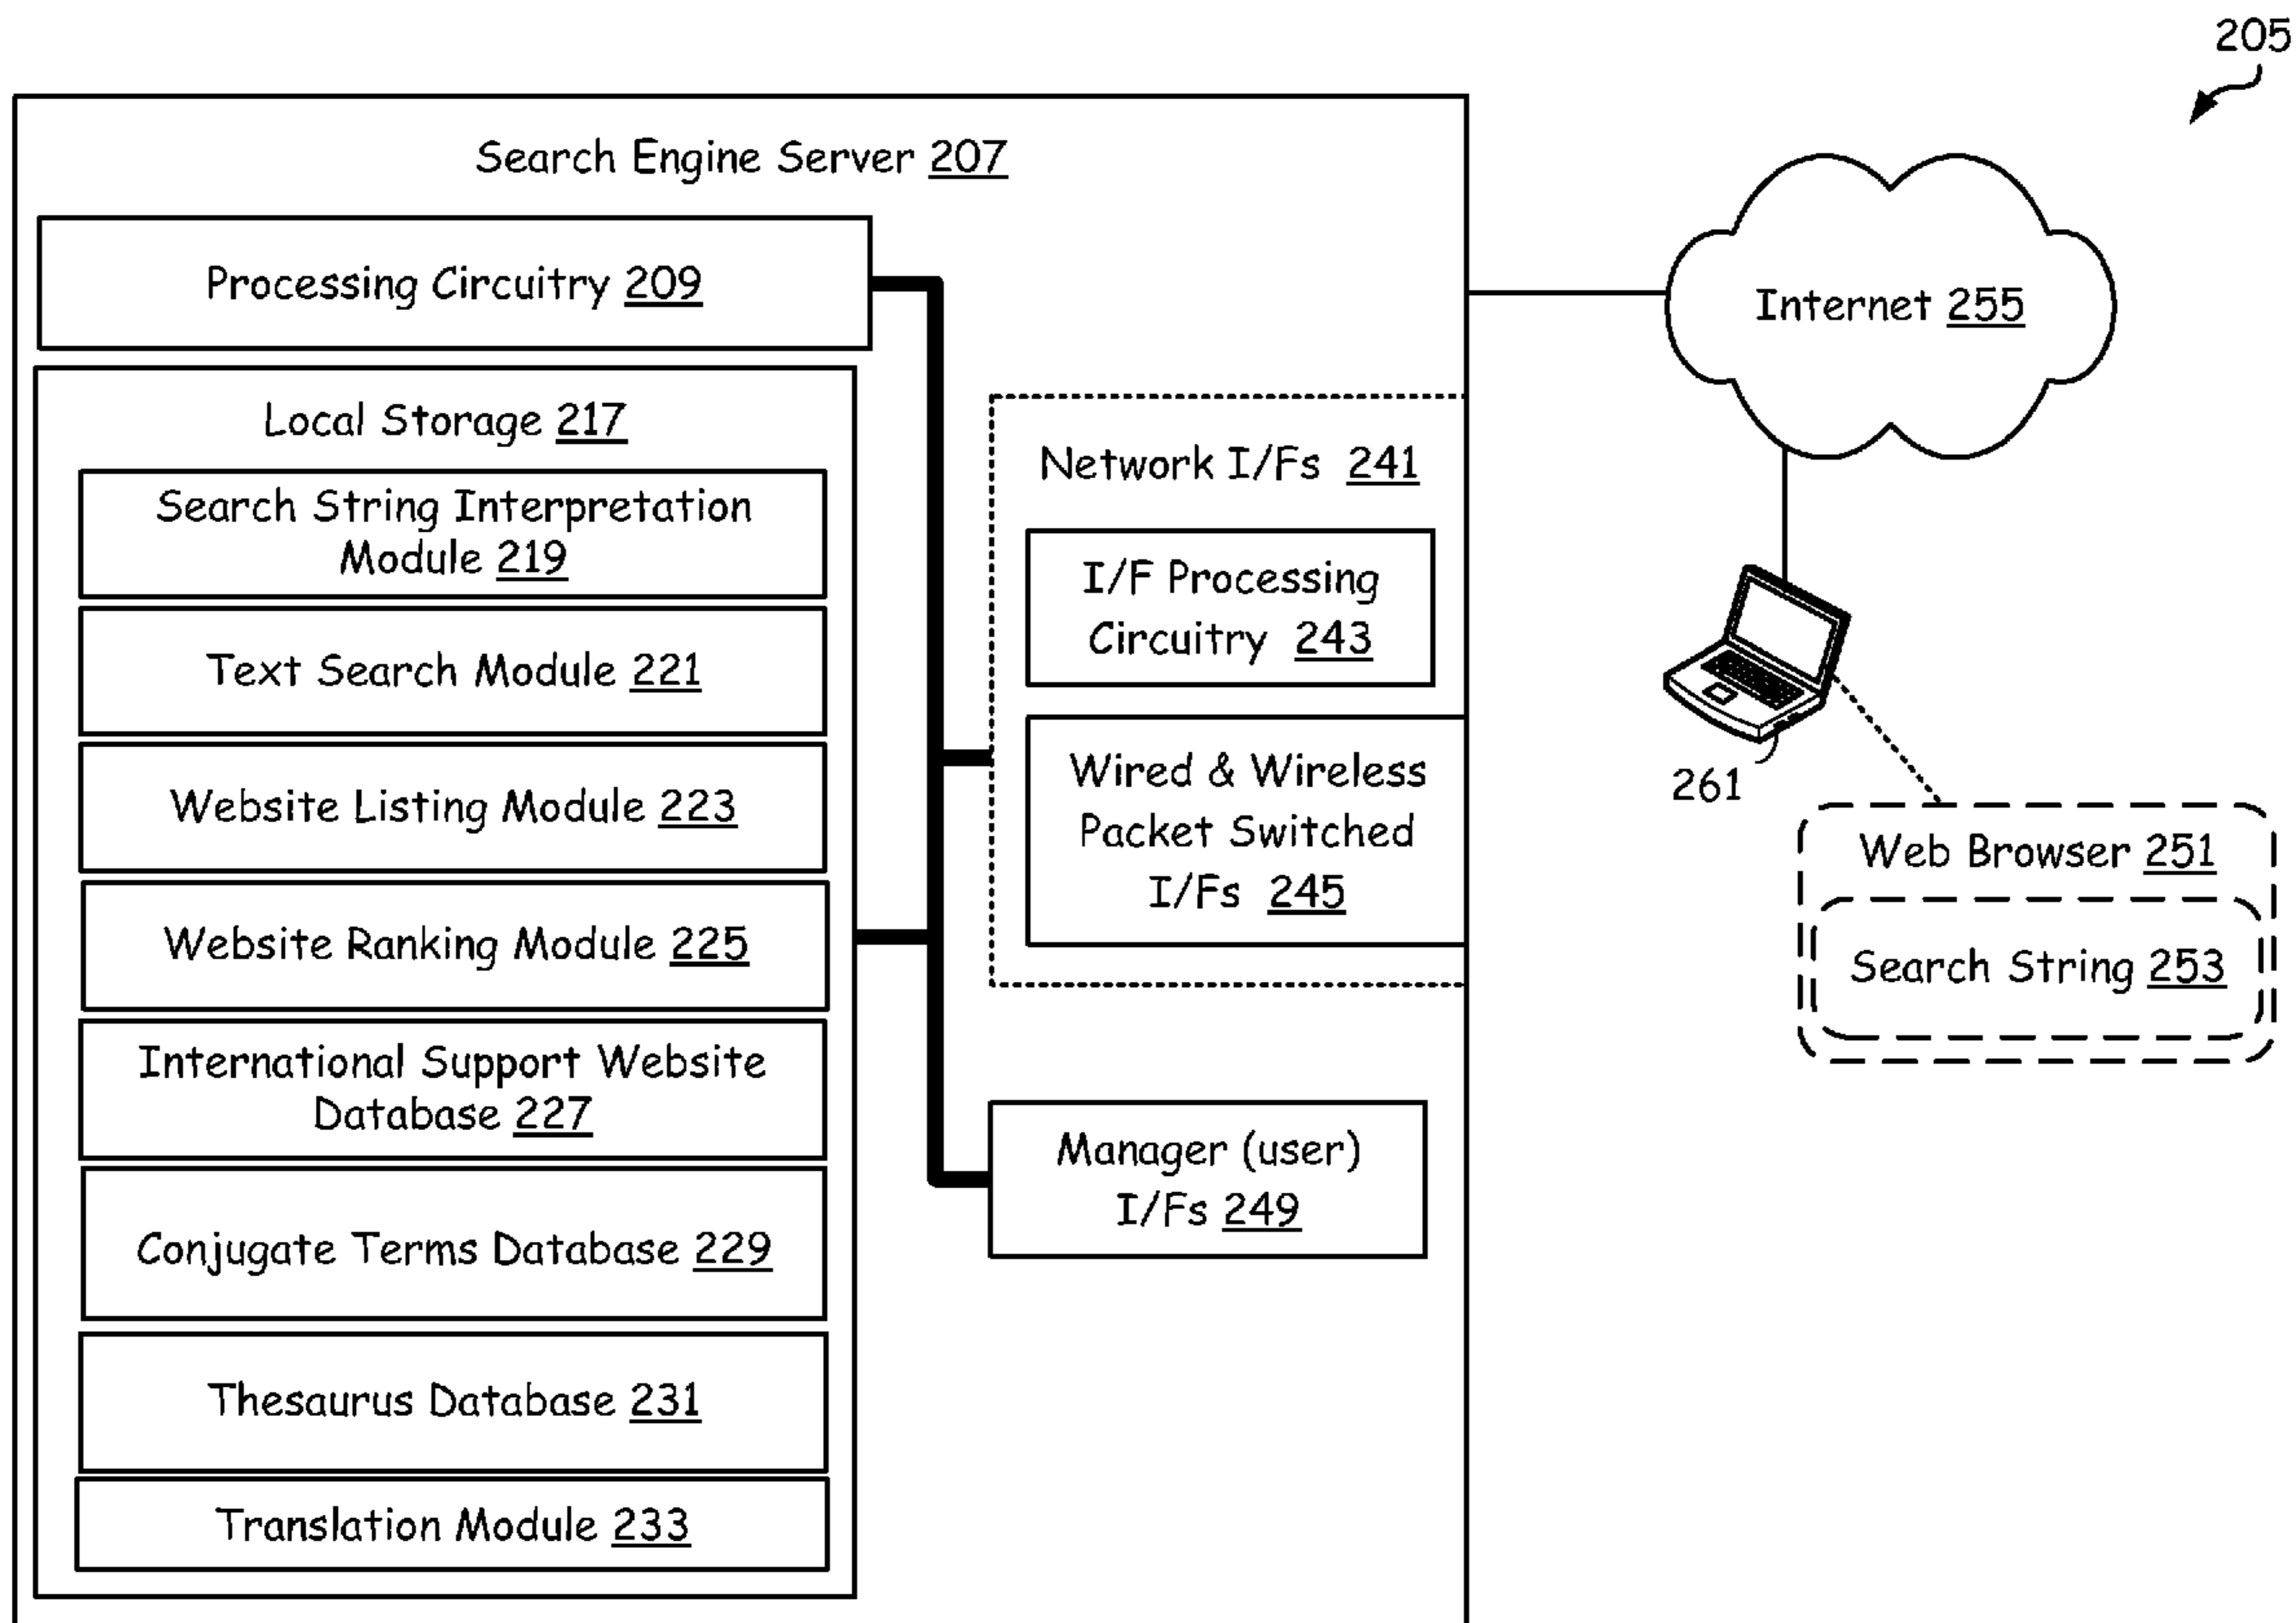 205
Search Engine Server 207
Processing Circuitry 209
Local Storage 217
Search String Interpretation
Module 219
Text Search Module 221
Website Listing Module 223
Website Ranking Module 225
International Support Website
Database 227
Conjugate Terms Database 229
Thesaurus Database 231
Translation Module 233
Network I/Fs 241
I/F Processing
Circuitry 243
Wired & Wireless
Packet Switched
I/Fs 245
Manager (user)
I/Fs 249
Internet 255
261
Web Browser 251
Search String 253